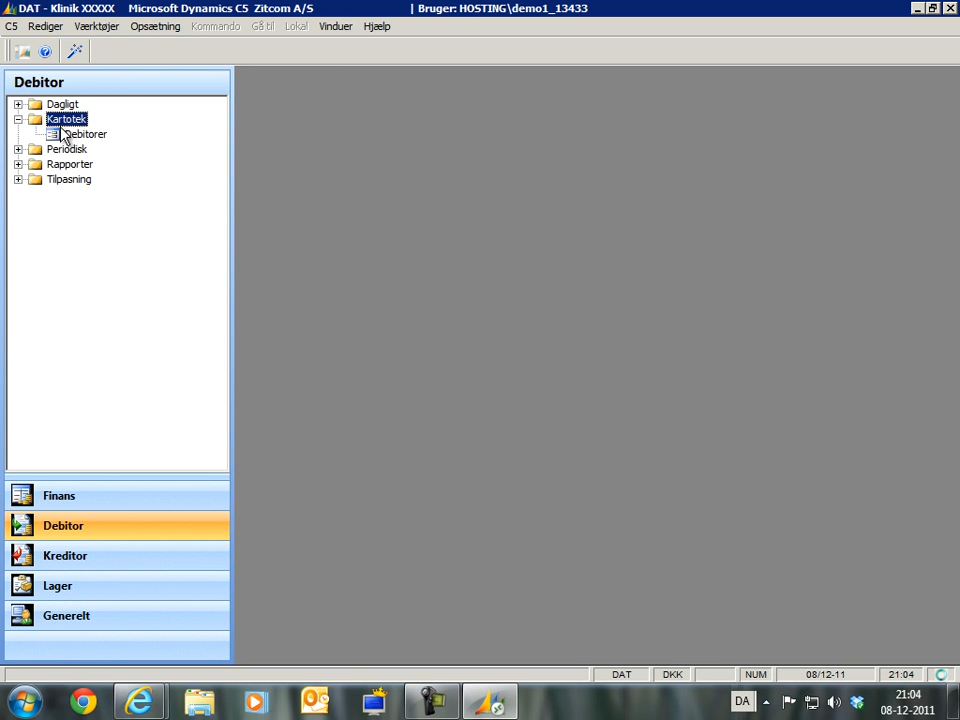 DAT - Klinik XXXXX Microsoft Dynamics C5 Zitcom A/S | Bruger: HOSTING\demo1_13433
C5 Rediger Værktøjer Opsætning Kommando Gå til Lokal Vinduer Hjælp
Debitor
Dagligt
Kartotek
Debitorer
Periodisk
Rapporter
Tilpasning
Finans
Debitor
Kreditor
Lager
Generelt
DAT DKK NUM 08/12-11 21:04
DA 21:04
08-12-2011